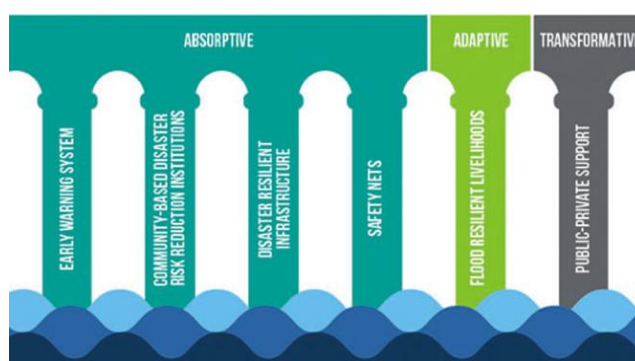 ABSORPTIVE
ADAPTIVE
TRANSFORMATIV
EARLY WARNING SYSTEM
COMMUNITY-BASED DISASTER
RISK REDUCTION INSTITUTIONS
DISASTER RESILIENT
INFRASTRUCTURE
SAFETY NETS
FLOOD RESILIENT LIVELIHOODS
PUBLIC-PRIVATE SUPPORT